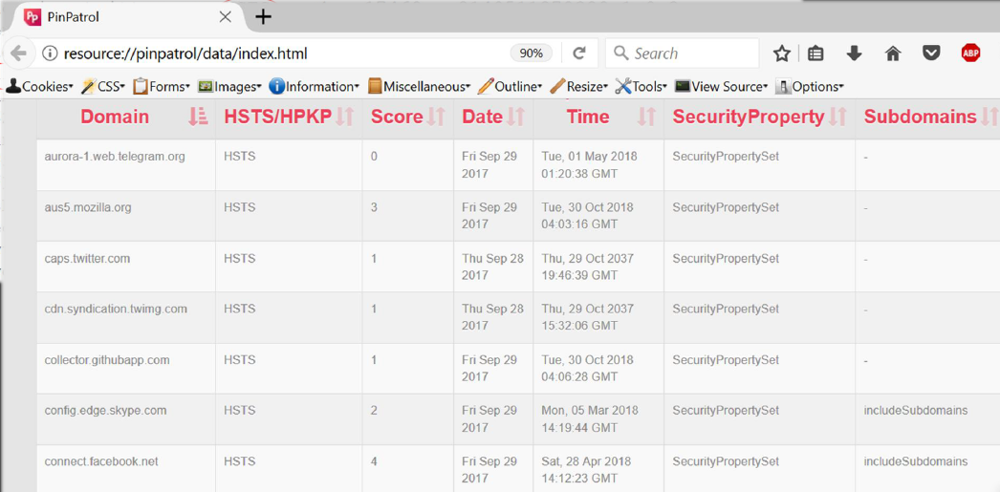 PinPatrol
resource://pinpatrol/data/index.html 90% Search ABP
Cookies CSS Forms Images Information Miscellaneous Outline Resize Tools View Source Options
Domain HSTS/HPKP Score Date Time SecurityProperty Subdomains
aurora-1.web.telegram.org HSTS 0 Fri Sep 29 Tue, 01 May 2018 SecurityPropertySet -
2017 01:20:38 GMT
aus5.mozilla.org HSTS 3 Fri Sep 29 Tue, 30 Oct 2018 SecurityPropertySet -
2017 04:03:16 GMT
caps.twitter.com HSTS 1 Thu Sep 28 Thu, 29 Oct 2037 SecurityPropertySet -
2017 19:46:39 GMT
cdn.syndication.twimg.com HSTS 1 Thu Sep 28 Thu, 29 Oct 2037 SecurityPropertySet -
2017 15:32:06 GMT
collector.githubapp.com HSTS 1 Fri Sep 29 Tue, 30 Oct 2018 SecurityPropertySet -
2017 04:06:28 GMT
config.edge.skype.com HSTS 2 Fri Sep 29 Mon, 05 Mar 2018 SecurityPropertySet includeSubdomains
2017 14:19:44 GMT
connect.facebook.net HSTS 4 Fri Sep 29 Sat, 28 Apr 2018 SecurityPropertySet includeSubdomains
2017 14:12:23 GMT